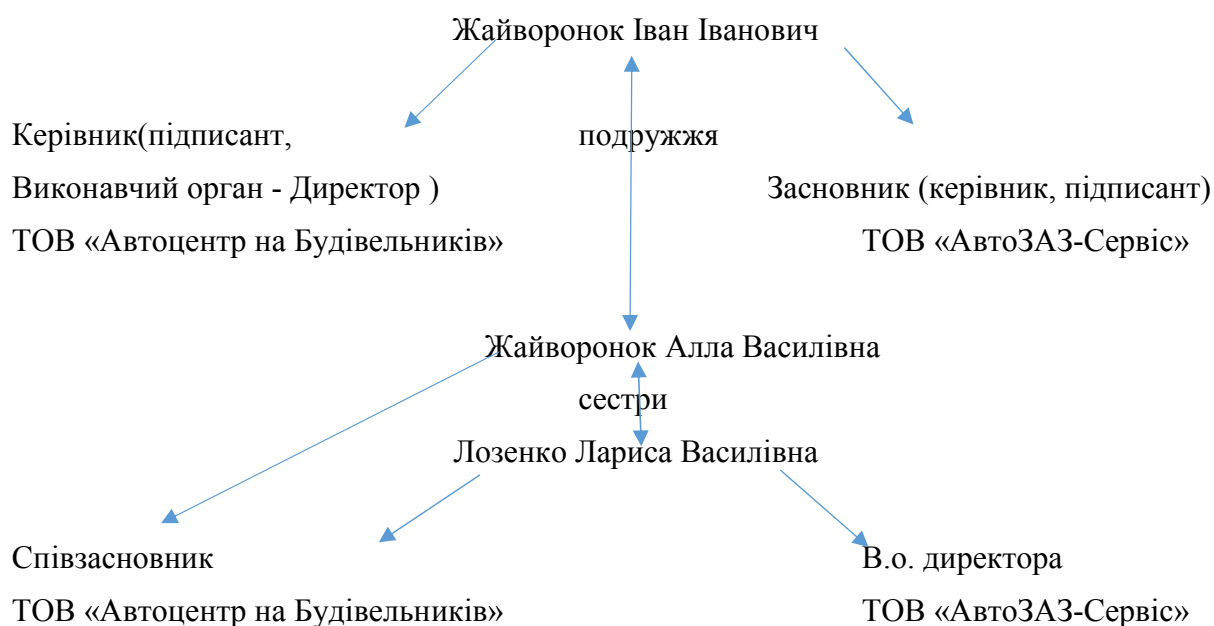 Жайворонок Іван Іванович
Керівник(підписант, подружжя
Виконавчий орган - Директор ) Засновник (керівник, підписант)
ТОВ «Автоцентр на Будівельників» ТОВ «АвтоЗАЗ-Сервіс»
Жайворонок Алла Василівна
сестри
Лозенко Лариса Василівна
Співзасновник В.о. директора
ТОВ «Автоцентр на Будівельників» ТОВ «АвтоЗАЗ-Сервіс»